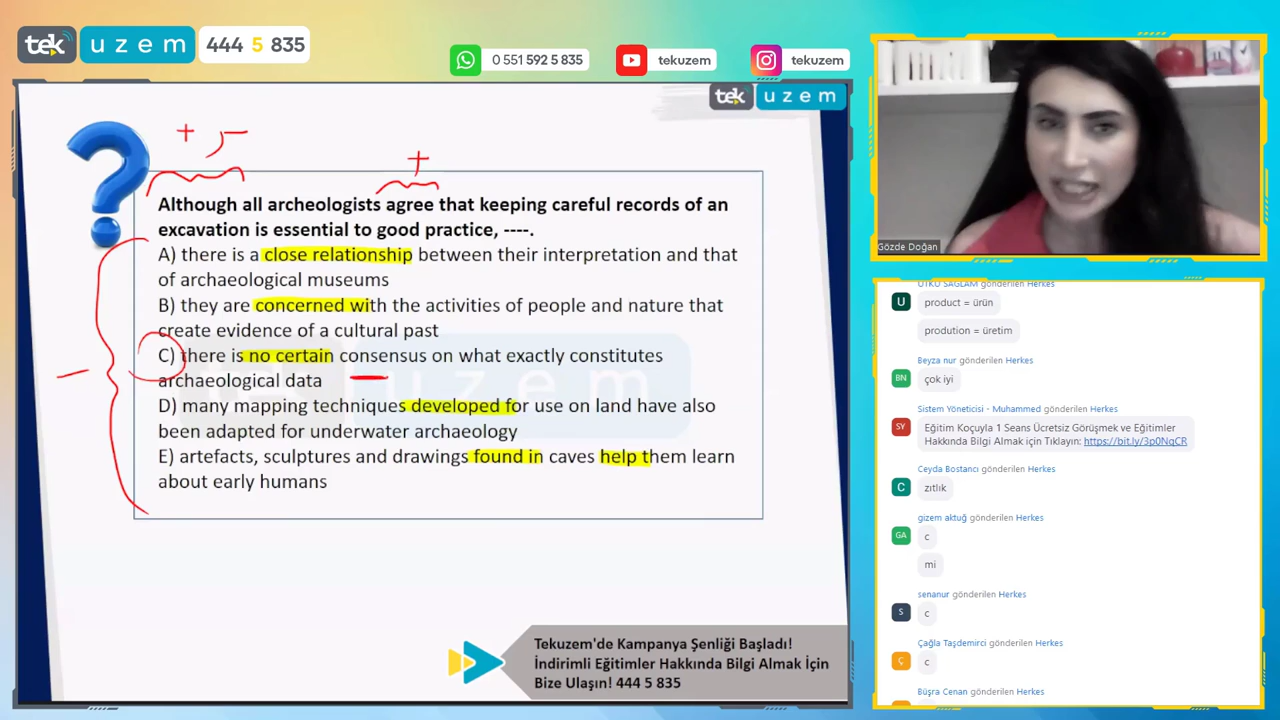 tek uzem 444 5 835
0 551 592 5 835
tekuzem
tekuzem
tek uzem
Although all archeologists agree that keeping careful records of an
excavation is essential to good practice, ----.
A) there is a close relationship between their interpretation and that
of archaeological museums
B) they are concerned with the activities of people and nature that
create evidence of a cultural past
C) there is no certain consensus on what exactly constitutes
archaeological data
D) many mapping techniques developed for use on land have also
been adapted for underwater archaeology
E) artefacts, sculptures and drawings found in caves help them learn
about early humans
uzem
Tekuzem'de Kampanya Şenliği Başladı!
İndirimli Eğitimler Hakkında Bilgi Almak İçin
Bize Ulaşın! 444 5 835
Gözde Doğan
UTKU SAĞLAM gönderilen Herkes
U
product = ürün
prodution = üretim
Beyza nur gönderilen Herkes
BN
çok iyi
Sistem Yöneticisi - Muhammed gönderilen Herkes
SY
Eğitim Koçuyla 1 Seans Ücretsiz Görüşmek ve Eğitimler
Hakkında Bilgi Almak için Tıklayın: https://bit.ly/3p0NqCR
Ceyda Bostancı gönderilen Herkes
C
zıtlık
gizem aktuğ gönderilen Herkes
GA
c
mi
senanur gönderilen Herkes
S
c
Çağla Taşdemirci gönderilen Herkes
Ç
c
Büşra Cenan gönderilen Herkes